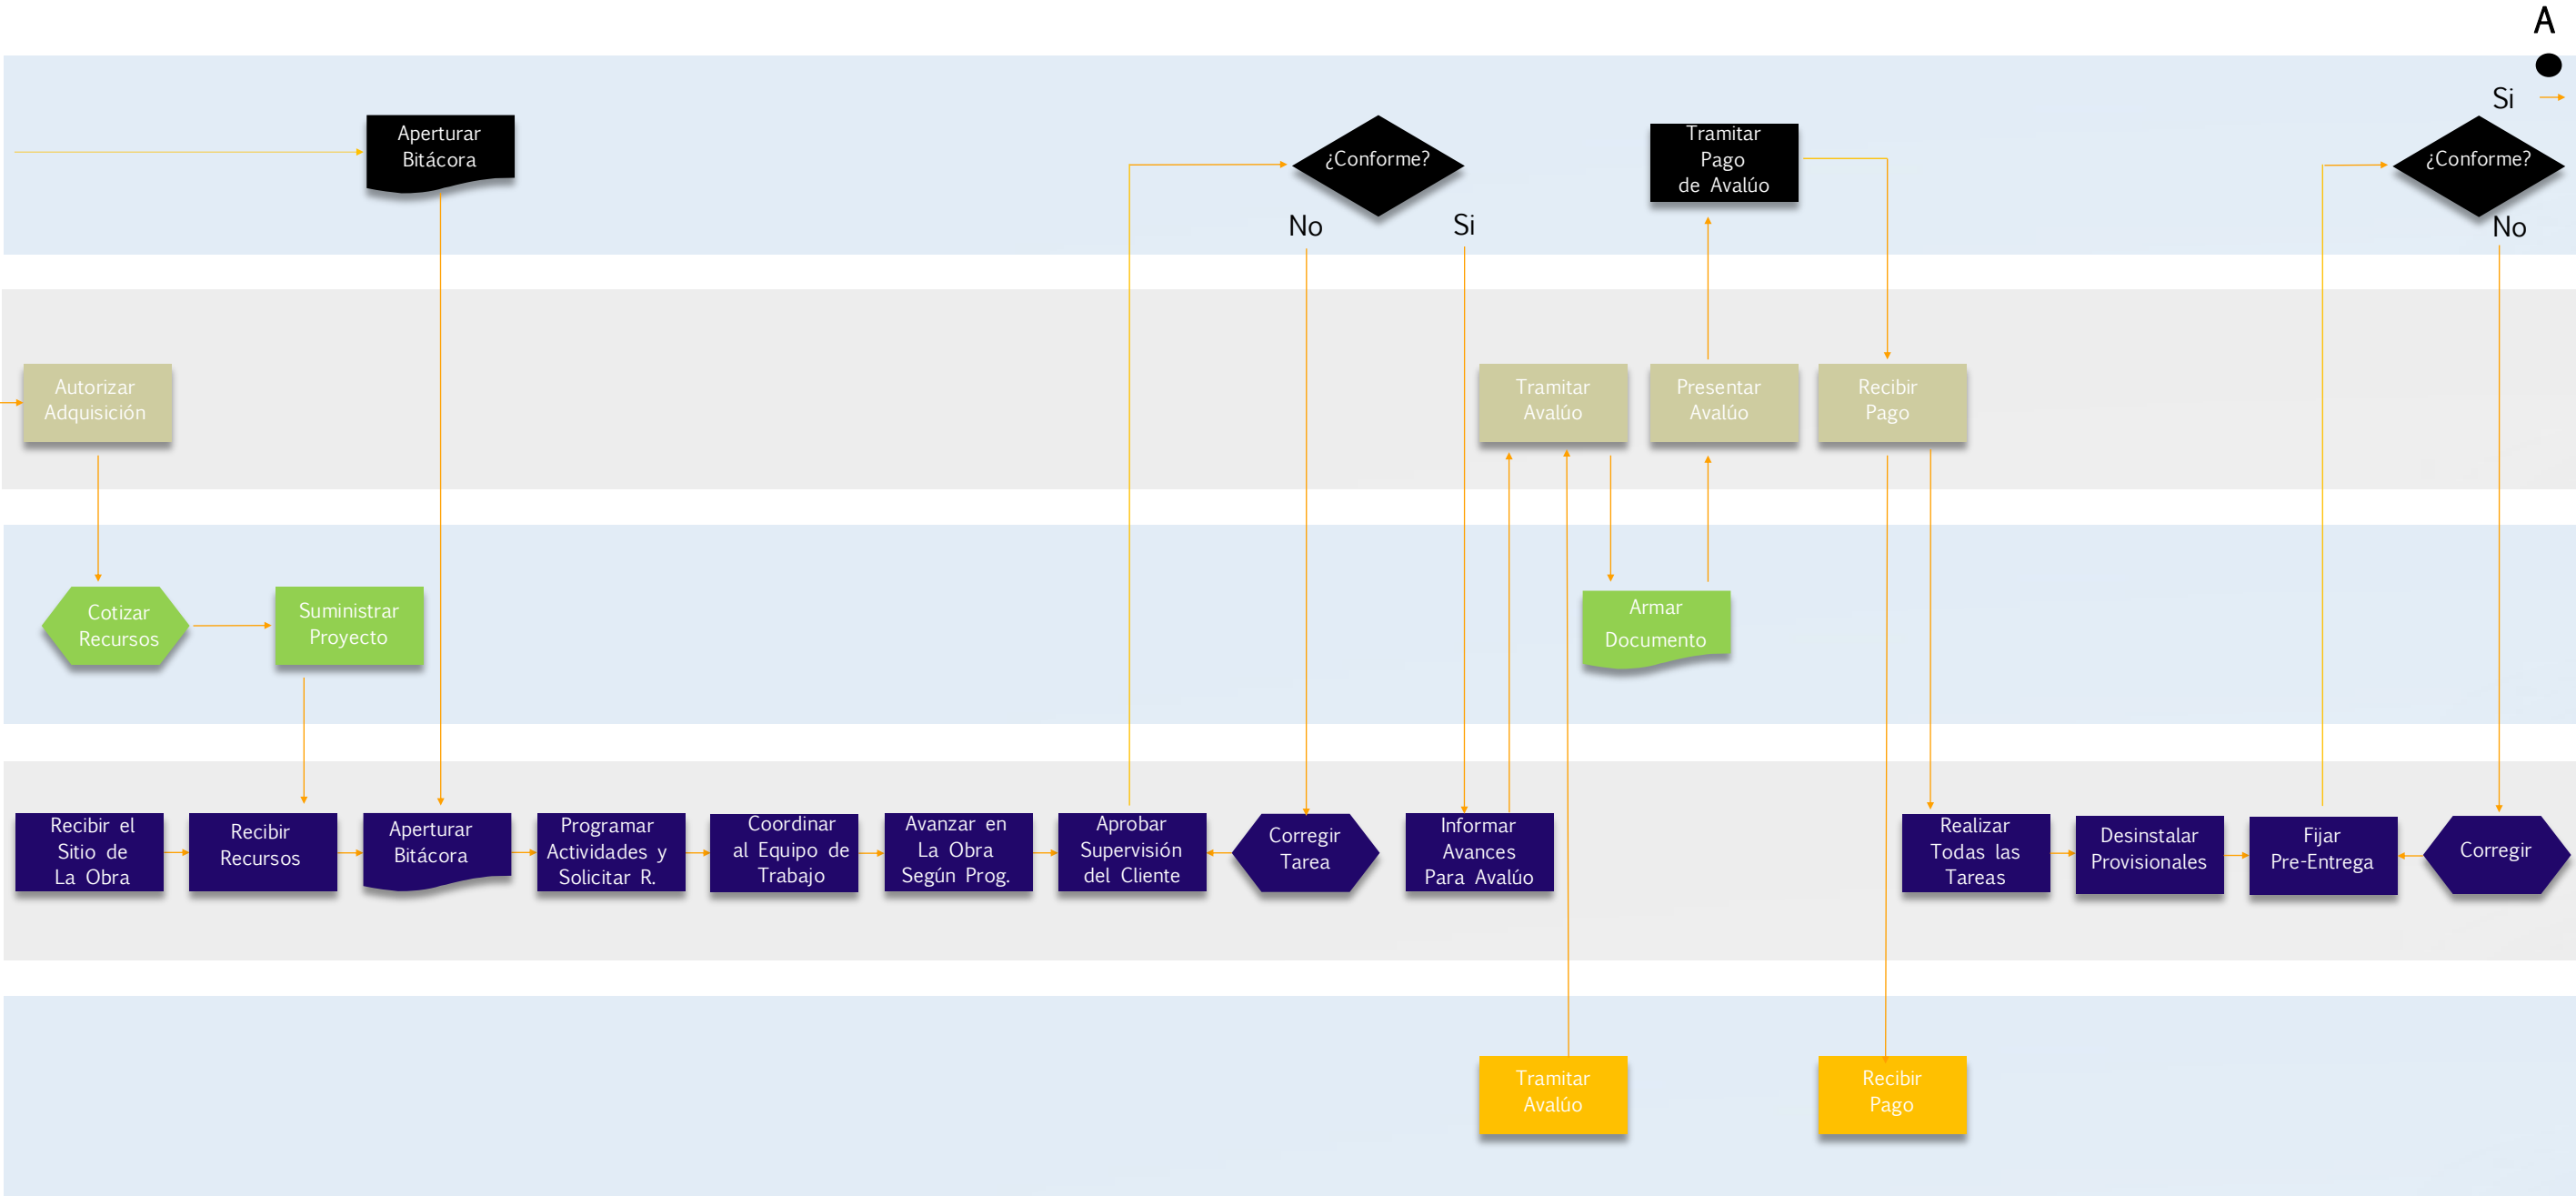 A
Si
Aperturar
Bitácora
¿Conforme?
No
Si
Tramitar
Pago
de Avalúo
¿Conforme?
No
Autorizar
Adquisición
Tramitar
Avalúo
Presentar
Avalúo
Recibir
Pago
Cotizar
Recursos
Suministrar
Proyecto
Armar
Documento
Recibir el
Sitio de
La Obra
Recibir
Recursos
Aperturar
Bitácora
Programar
Actividades y
Solicitar R.
Coordinar
al Equipo de
Trabajo
Avanzar en
La Obra
Según Prog.
Aprobar
Supervisión
del Cliente
Corregir
Tarea
Informar
Avances
Para Avalúo
Realizar
Todas las
Tareas
Desinstalar
Provisionales
Fijar
Pre-Entrega
Corregir
Tramitar
Avalúo
Recibir
Pago